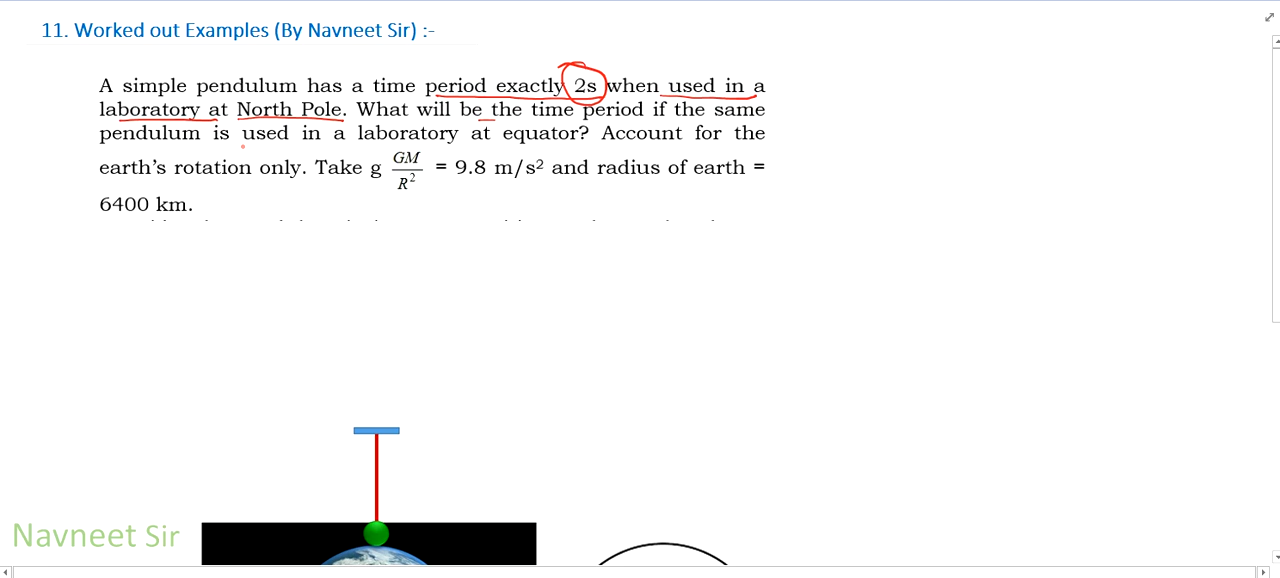 11. Worked out Examples (By Navneet Sir) :-
A simple pendulum has a time period exactly 2s when used in a
laboratory at North Pole. What will be the time period if the same
pendulum is used in a laboratory at equator? Account for the
earth's rotation only. Take g GM/R² = 9.8 m/s² and radius of earth =
6400 km.
Navneet Sir